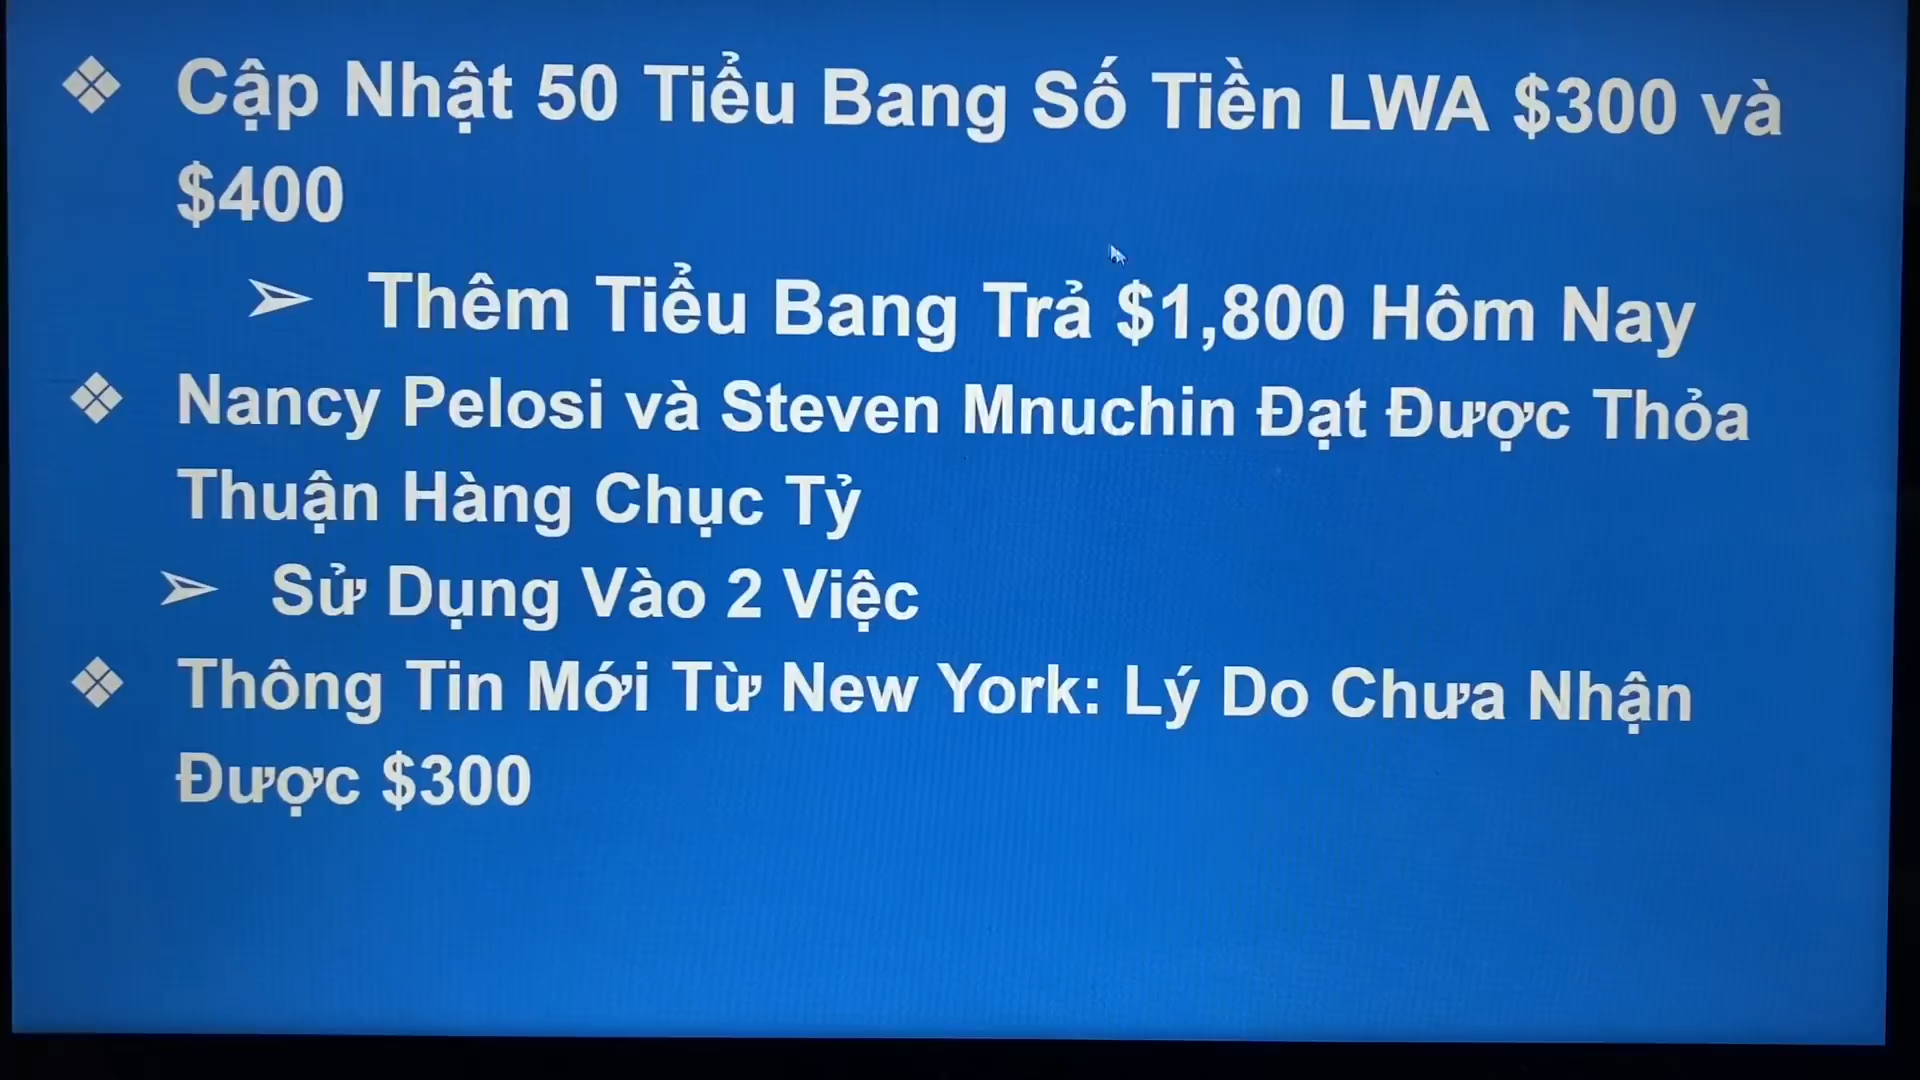 ❖ Cập Nhật 50 Tiểu Bang Số Tiền LWA $300 và
$400
➢ Thêm Tiểu Bang Trả $1,800 Hôm Nay
❖ Nancy Pelosi và Steven Mnuchin Đạt Được Thỏa
Thuận Hàng Chục Tỷ
➢ Sử Dụng Vào 2 Việc
❖ Thông Tin Mới Từ New York: Lý Do Chưa Nhận
Được $300